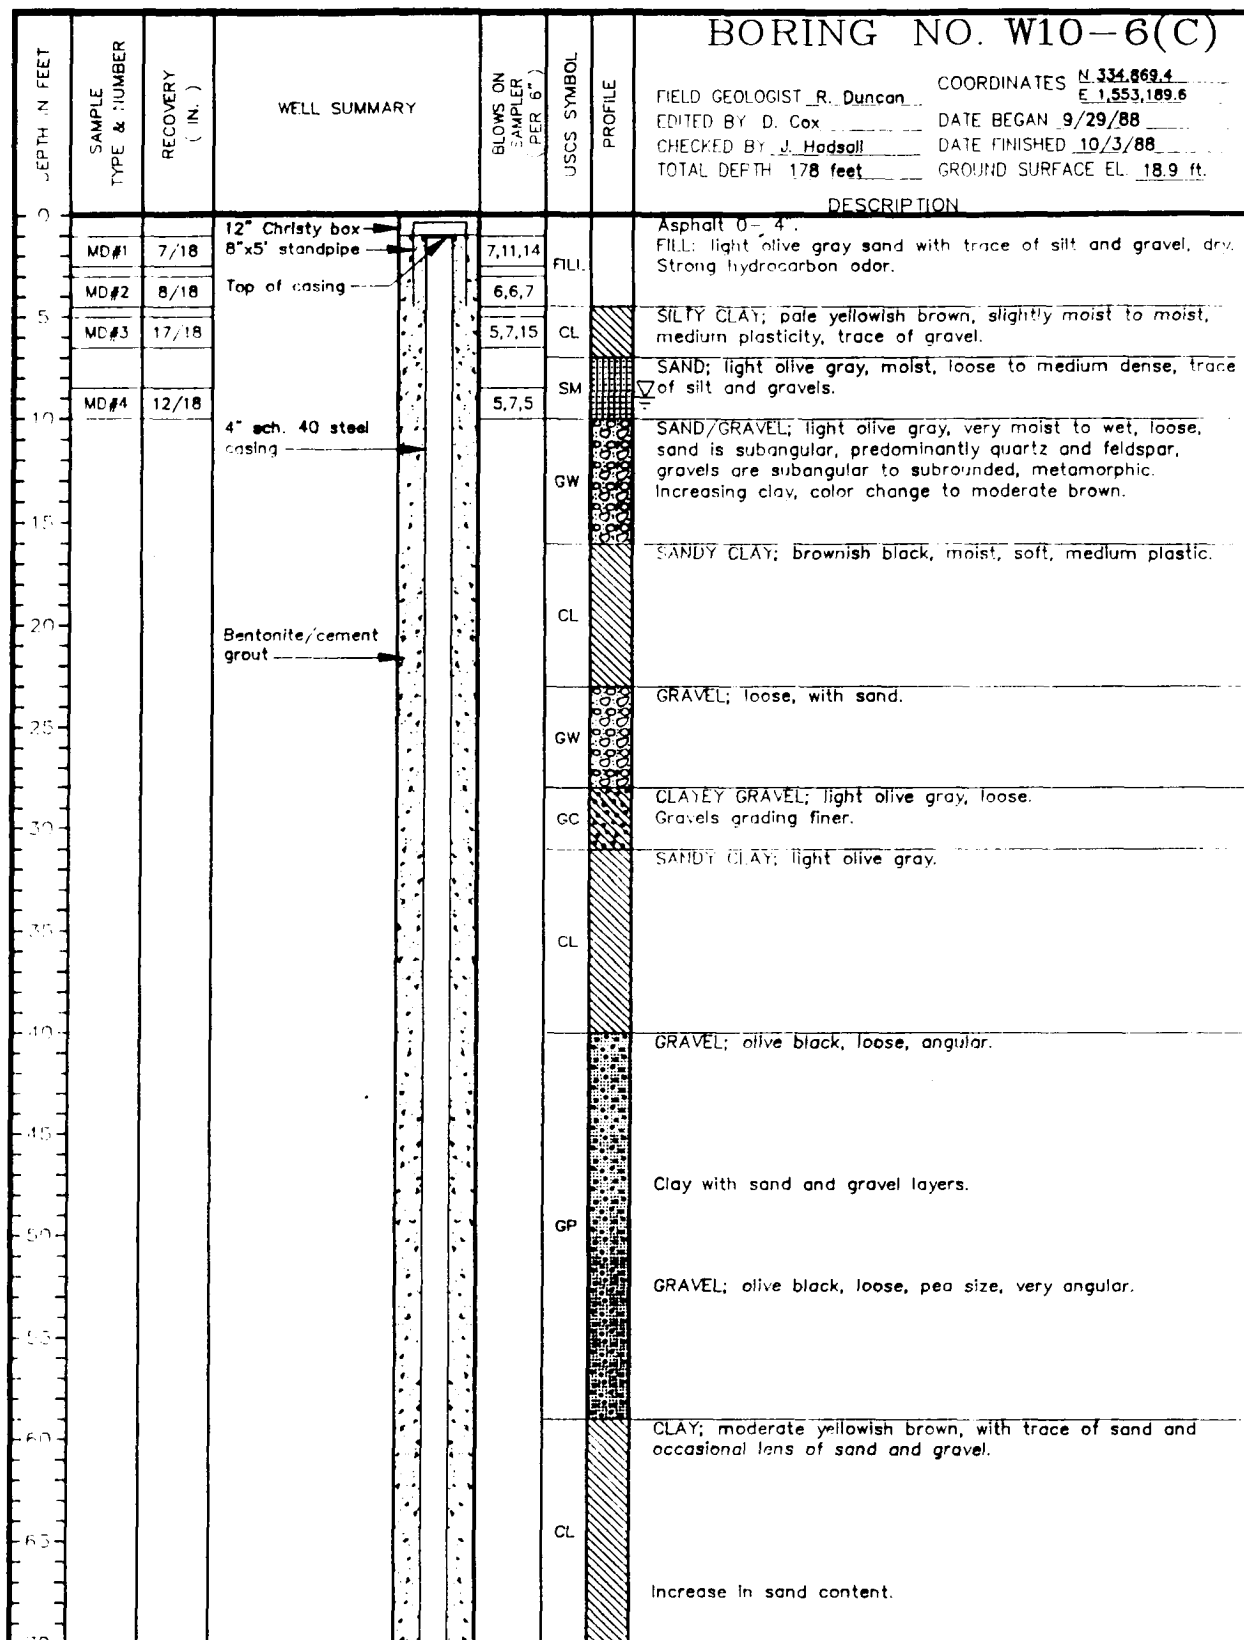 BORING NO. W10-6(C)
DEPTH IN FEET
SAMPLE
TYPE & NUMBER
RECOVERY
( IN. )
WELL SUMMARY
BLOWS ON
SAMPLER
(PER 6")
USCS SYMBOL
PROFILE
FIELD GEOLOGIST R. Duncan
EDITED BY D. Cox
CHECKED BY J. Hadsall
TOTAL DEPTH 178 feet
COORDINATES N 334,869.4
E 1,553,189.6
DATE BEGAN 9/29/88
DATE FINISHED 10/3/88
GROUND SURFACE EL. 18.9 ft.
DESCRIPTION
0
12" Christy box
Asphalt 0- 4".
MD#1 7/18 8"x5' standpipe 7,11,14 FILL
FILL: light olive gray sand with trace of silt and gravel, dry.
Strong hydrocarbon odor.
MD#2 8/18 Top of casing 6,6,7
5
MD#3 17/18 5,7,15 CL
SILTY CLAY; pale yellowish brown, slightly moist to moist,
medium plasticity, trace of gravel.
SM
SAND; light olive gray, moist, loose to medium dense, trace
of silt and gravels.
MD#4 12/18 5,7,5
10
4" sch. 40 steel
casing
GW
SAND/GRAVEL; light olive gray, very moist to wet, loose,
sand is subangular, predominantly quartz and feldspar,
gravels are subangular to subrounded, metamorphic.
Increasing clay, color change to moderate brown.
15
SANDY CLAY; brownish black, moist, soft, medium plastic.
CL
20
Bentonite/cement
grout
GRAVEL; loose, with sand.
25
GW
CLAYEY GRAVEL; light olive gray, loose.
Gravels grading finer.
GC
30
SANDY CLAY; light olive gray.
35
CL
40
GRAVEL; olive black, loose, angular.
45
Clay with sand and gravel layers.
50
GP
GRAVEL; olive black, loose, pea size, very angular.
55
CLAY; moderate yellowish brown, with trace of sand and
occasional lens of sand and gravel.
60
65
CL
Increase in sand content.